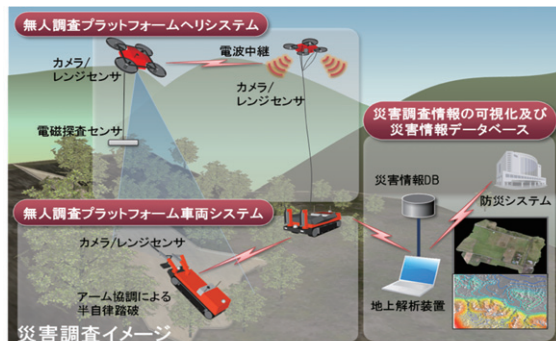 無人調査プラットフォームヘリシステム
カメラ/
レンジセンサ
電波中継
カメラ/
レンジセンサ
電磁探査センサ
災害調査情報の可視化及び
災害情報データベース
災害情報DB
防災システム
無人調査プラットフォーム車両システム
カメラ/レンジセンサ
アーム協調による
半自律踏破
地上解析装置
災害調査イメージ